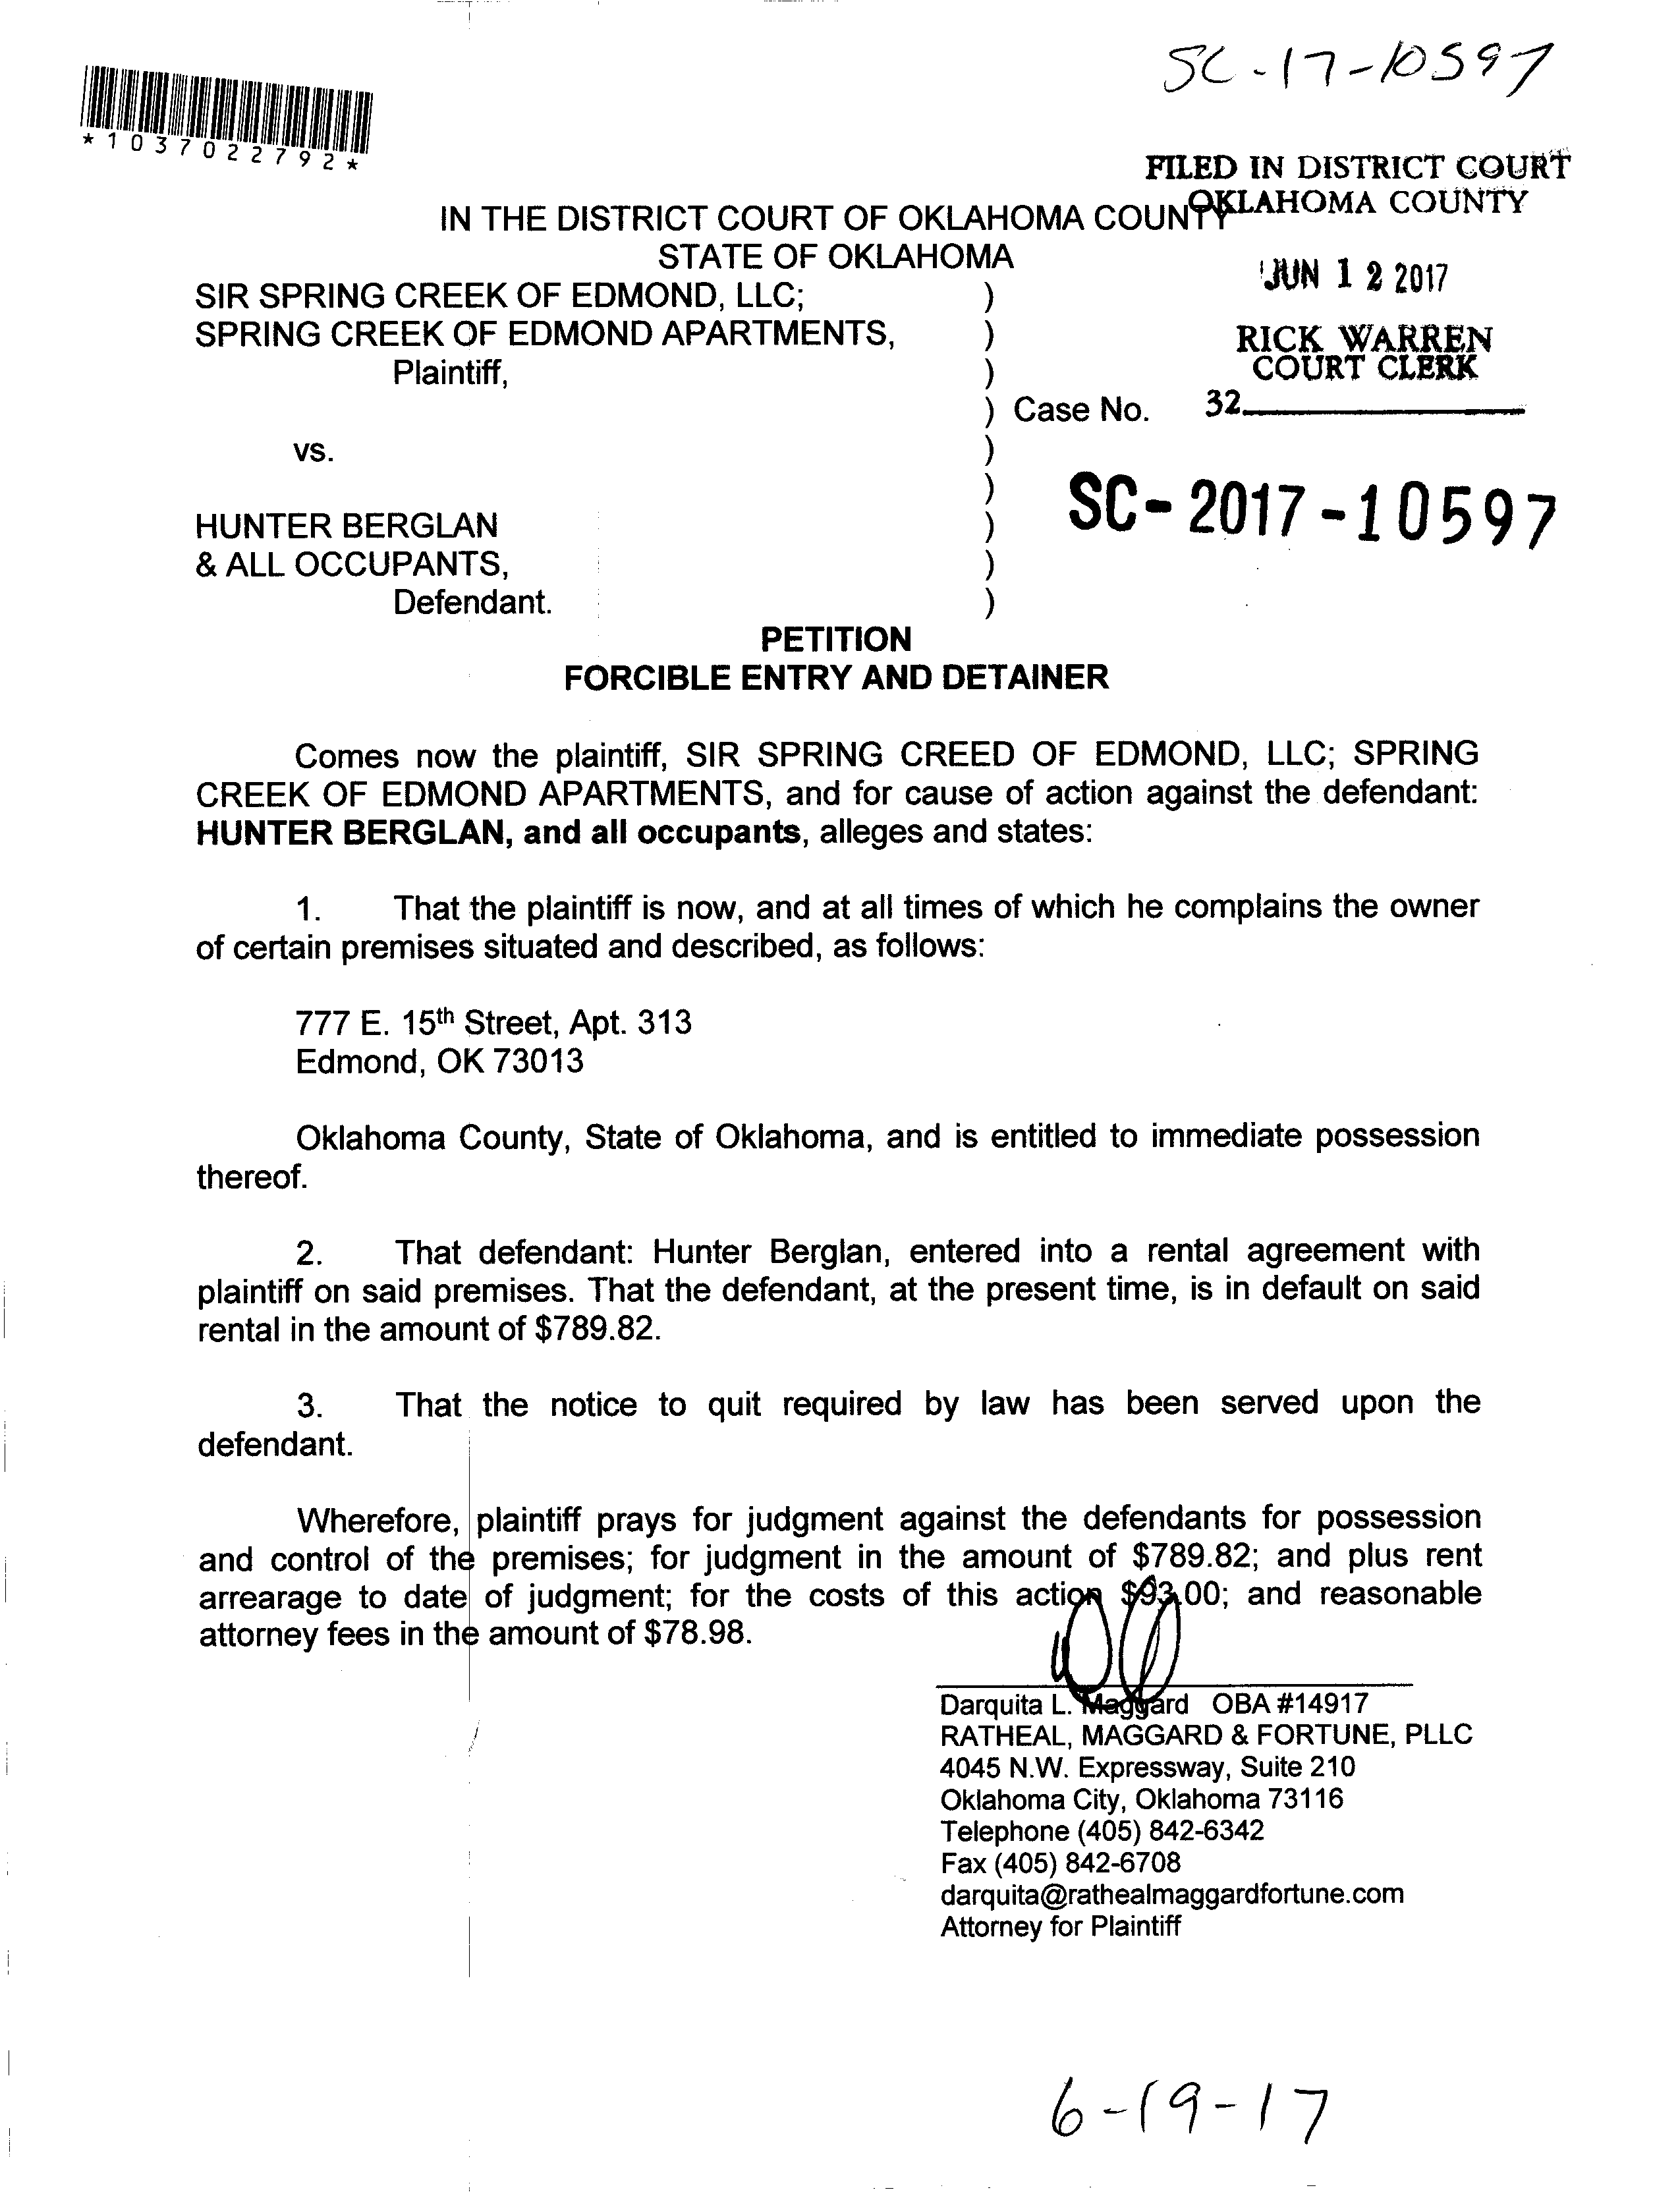 SC-17-10597
*1037022792*
FILED IN DISTRICT COURT
OKLAHOMA COUNTY
IN THE DISTRICT COURT OF OKLAHOMA COUNTY
STATE OF OKLAHOMA
JUN 12 2017
SIR SPRING CREEK OF EDMOND, LLC; )
SPRING CREEK OF EDMOND APARTMENTS, )
RICK WARREN
COURT CLERK
Plaintiff, )
) Case No. 32
vs. )
)
SC-2017-10597
HUNTER BERGLAN )
& ALL OCCUPANTS, )
Defendant. )
PETITION
FORCIBLE ENTRY AND DETAINER
Comes now the plaintiff, SIR SPRING CREED OF EDMOND, LLC; SPRING
CREEK OF EDMOND APARTMENTS, and for cause of action against the defendant:
HUNTER BERGLAN, and all occupants, alleges and states:
1. That the plaintiff is now, and at all times of which he complains the owner
of certain premises situated and described, as follows:
777 E. 15th Street, Apt. 313
Edmond, OK 73013
Oklahoma County, State of Oklahoma, and is entitled to immediate possession
thereof.
2. That defendant: Hunter Berglan, entered into a rental agreement with
plaintiff on said premises. That the defendant, at the present time, is in default on said
rental in the amount of $789.82.
3. That the notice to quit required by law has been served upon the
defendant.
Wherefore, plaintiff prays for judgment against the defendants for possession
and control of the premises; for judgment in the amount of $789.82; and plus rent
arrearage to date of judgment; for the costs of this action $93.00; and reasonable
attorney fees in the amount of $78.98.
Darquita L. Maggard OBA #14917
RATHEAL, MAGGARD & FORTUNE, PLLC
4045 N.W. Expressway, Suite 210
Oklahoma City, Oklahoma 73116
Telephone (405) 842-6342
Fax (405) 842-6708
darquita@rathealmaggardfortune.com
Attorney for Plaintiff
6-19-17